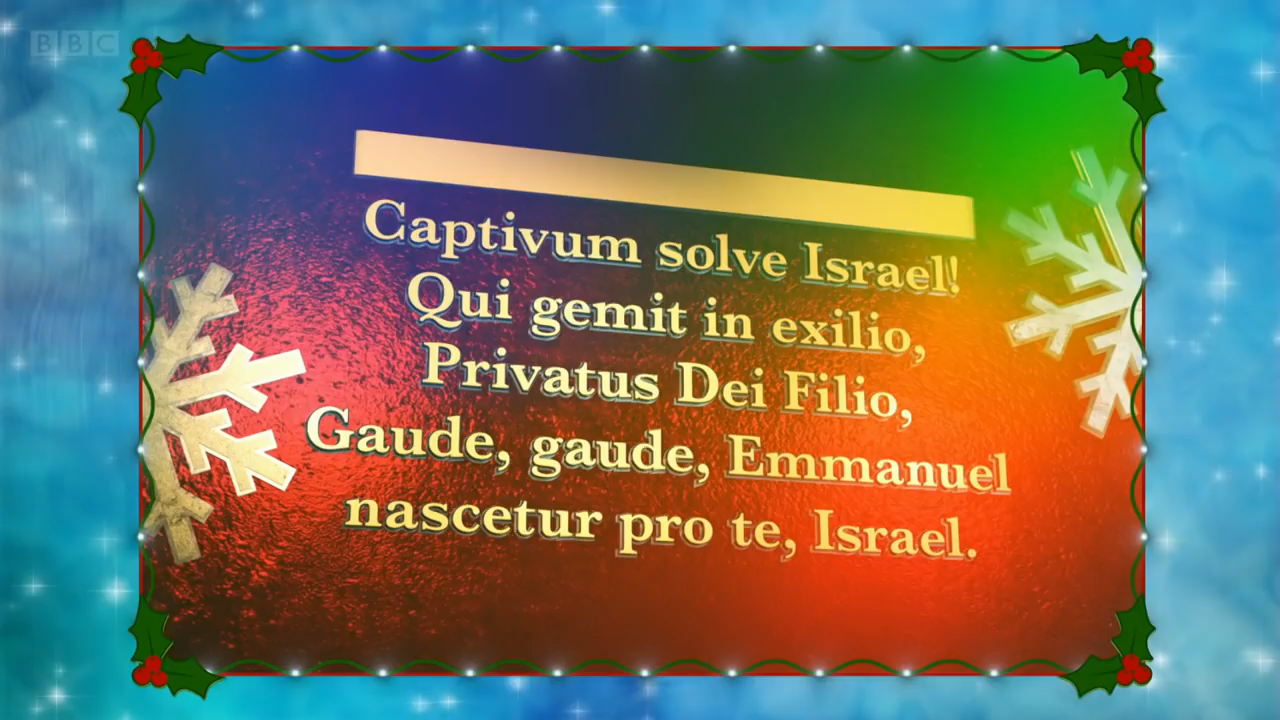 BBC
Captivum solve Israel!
Qui gemit in exilio,
Privatus Dei Filio,
Gaude, gaude, Emmanuel
nascetur pro te, Israel.